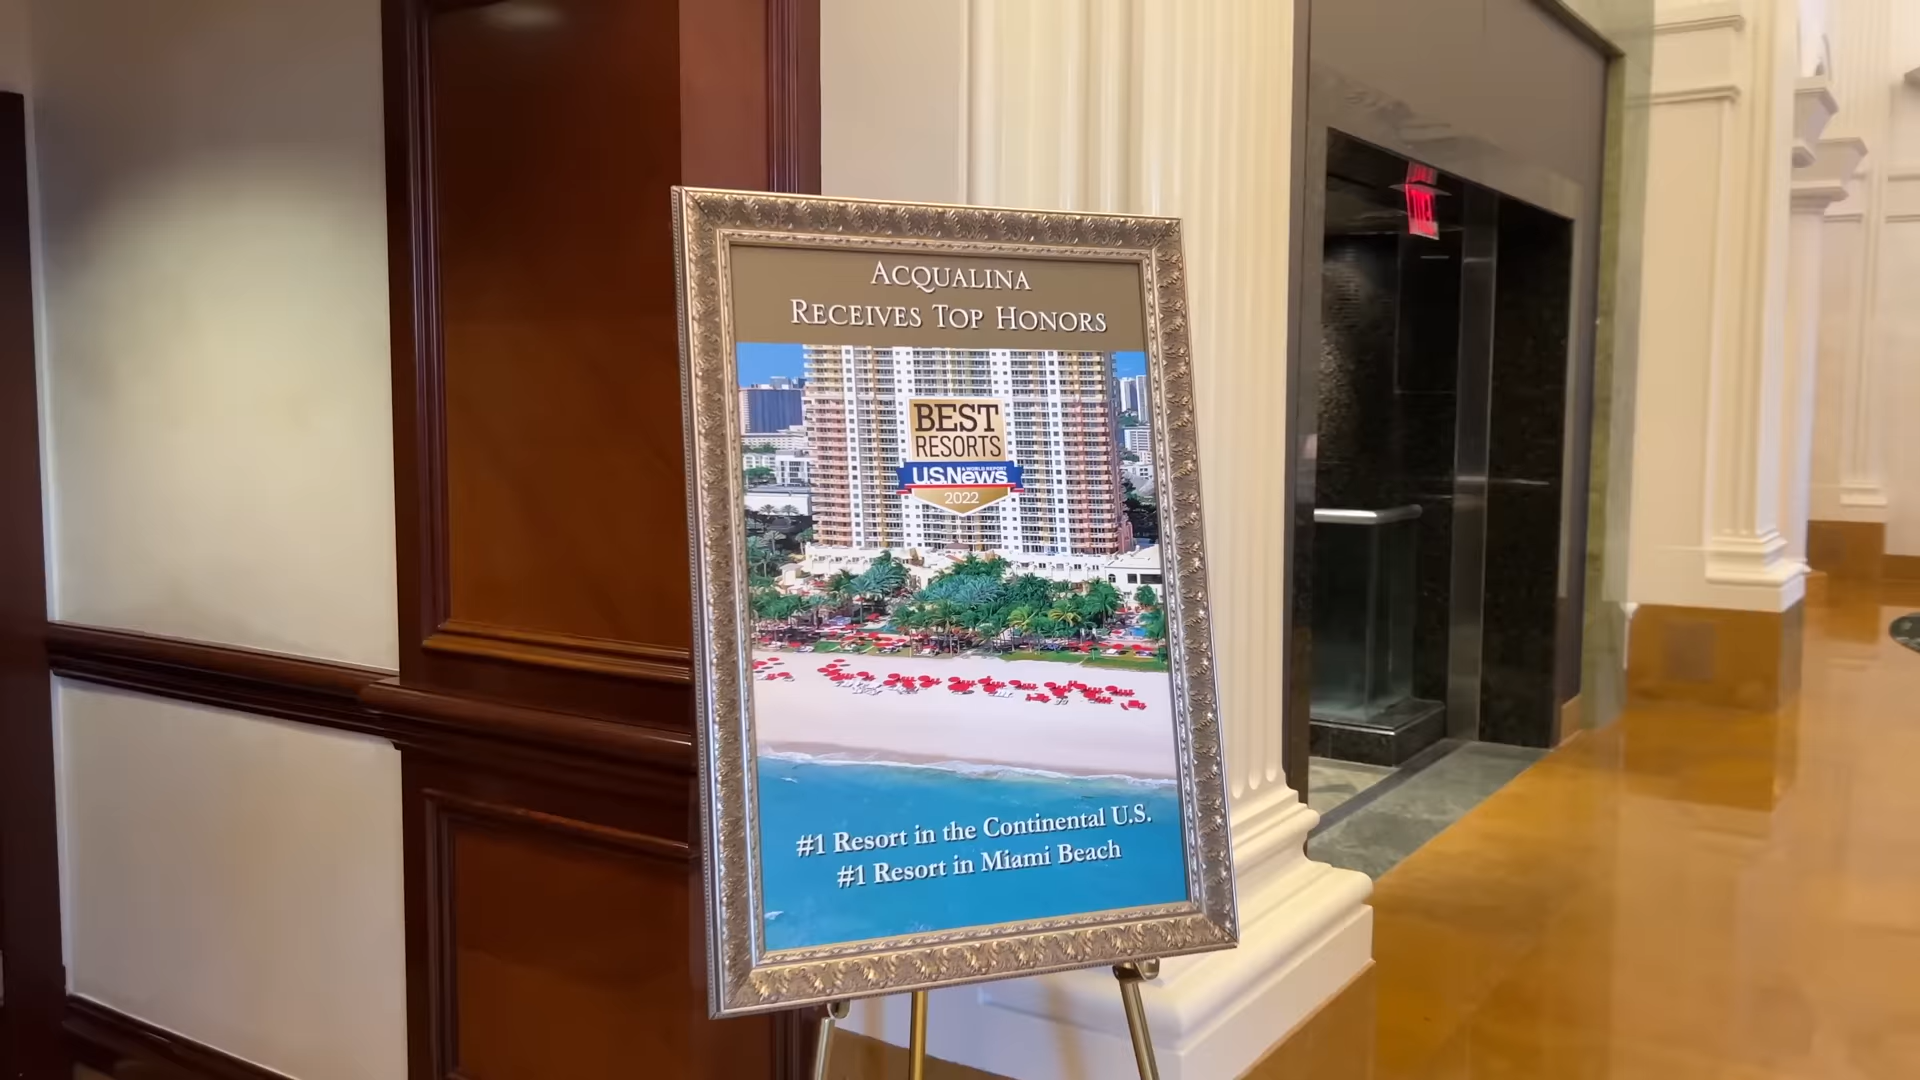 ACQUALINA
RECEIVES TOP HONORS
BEST
RESORTS
& WORLD REPORT
U.S.News
2022
#1 Resort in the Continental U.S.
#1 Resort in Miami Beach